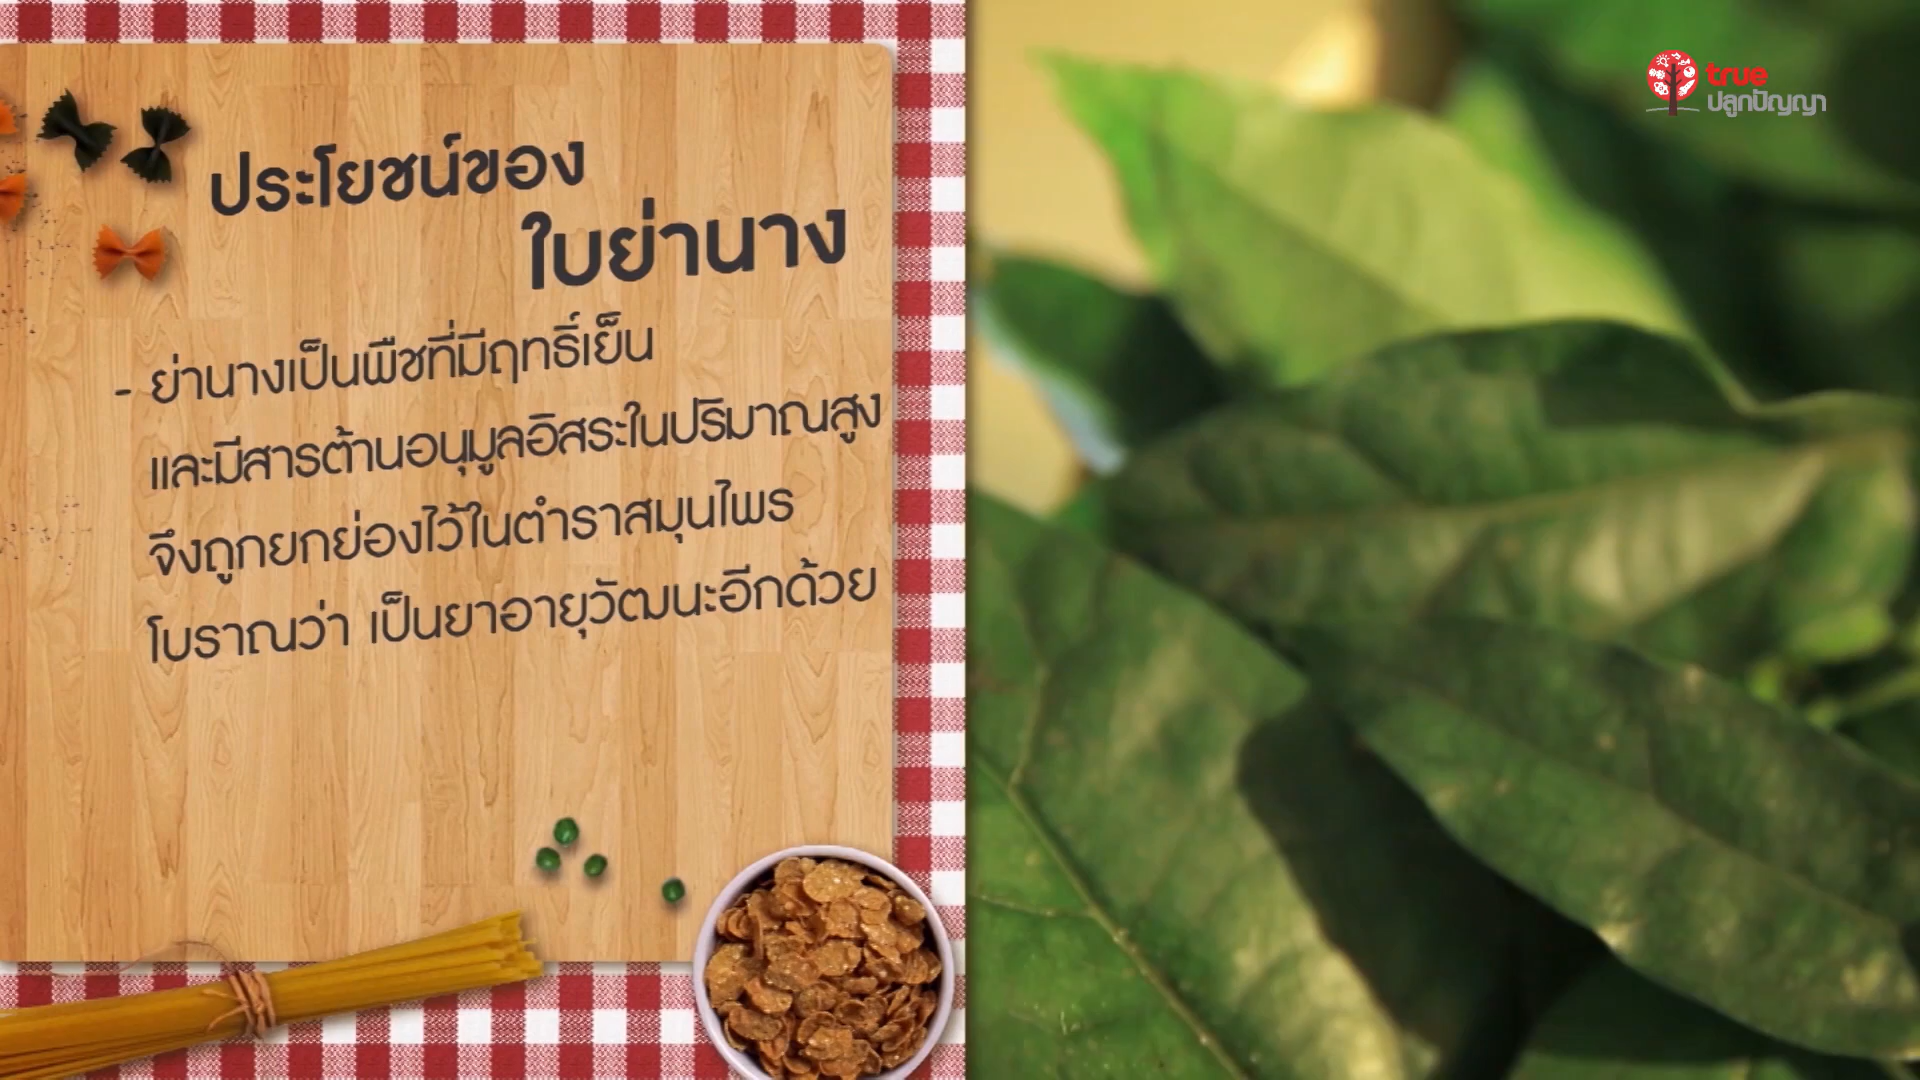 ประโยชน์ของ
ใบย่านาง
- ย่านางเป็นพืชที่มีฤทธิ์เย็น
และมีสารต้านอนุมูลอิสระในปริมาณสูง
จึงถูกยกย่องไว้ในตำราสมุนไพร
โบราณว่า เป็นยาอายุวัฒนะอีกด้วย
true
ปลูกปัญญา